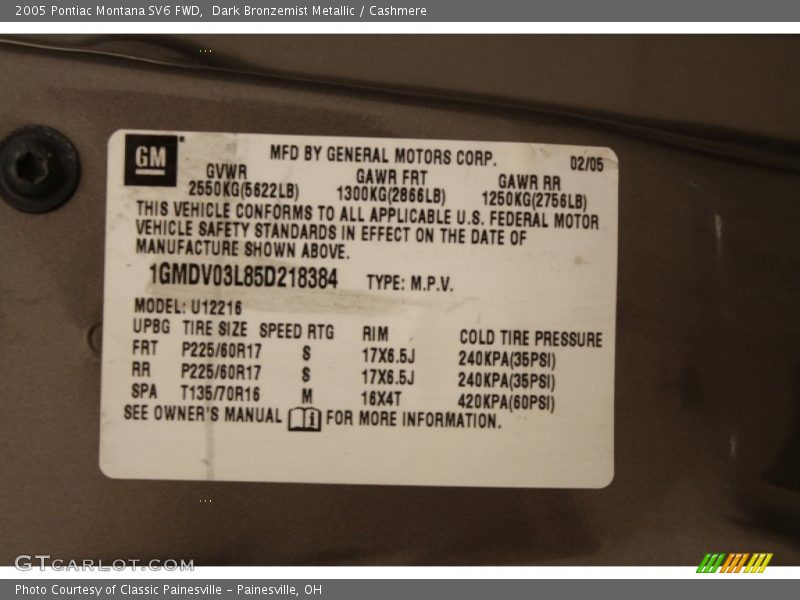 2005 Pontiac Montana SV6 FWD,  Dark Bronzemist Metallic / Cashmere
GM MFD BY GENERAL MOTORS CORP. 02/05
GVWR GAWR FRT GAWR RR
2550KG(5622LB) 1300KG(2866LB) 1250KG(2756LB)
THIS VEHICLE CONFORMS TO ALL APPLICABLE U.S. FEDERAL MOTOR
VEHICLE SAFETY STANDARDS IN EFFECT ON THE DATE OF
MANUFACTURE SHOWN ABOVE.
1GMDV03L85D218384 TYPE: M.P.V.
MODEL: U12216
UPBG TIRE SIZE SPEED RTG RIM COLD TIRE PRESSURE
FRT P225/60R17 S 17X6.5J 240KPA(35PSI)
RR P225/60R17 S 17X6.5J 240KPA(35PSI)
SPA T135/70R16 M 16X4T 420KPA(60PSI)
SEE OWNER'S MANUAL i FOR MORE INFORMATION.
GTCARLOT.COM
Photo Courtesy of Classic Painesville - Painesville, OH